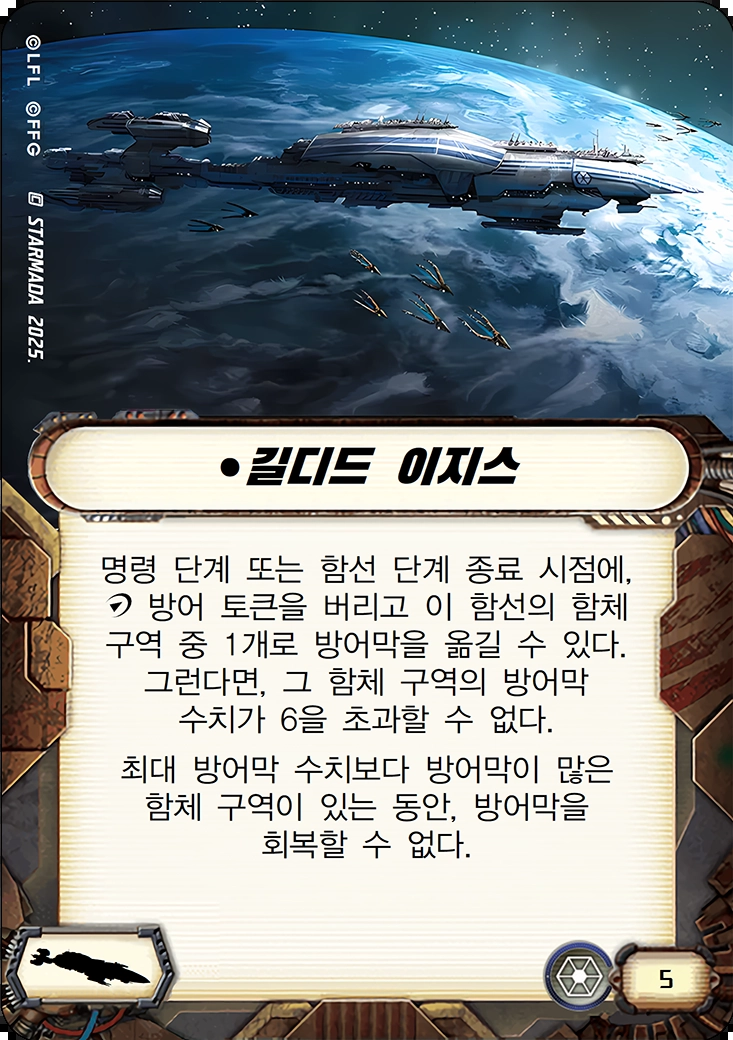 ©LFL ©FFG © STARMADA 2025.
•길디드 이지스
명령 단계 또는 함선 단계 종료 시점에,
방어 토큰을 버리고 이 함선의 함체
구역 중 1개로 방어막을 옮길 수 있다.
그런다면, 그 함체 구역의 방어막
수치가 6을 초과할 수 없다.
최대 방어막 수치보다 방어막이 많은
함체 구역이 있는 동안, 방어막을
회복할 수 없다.
5